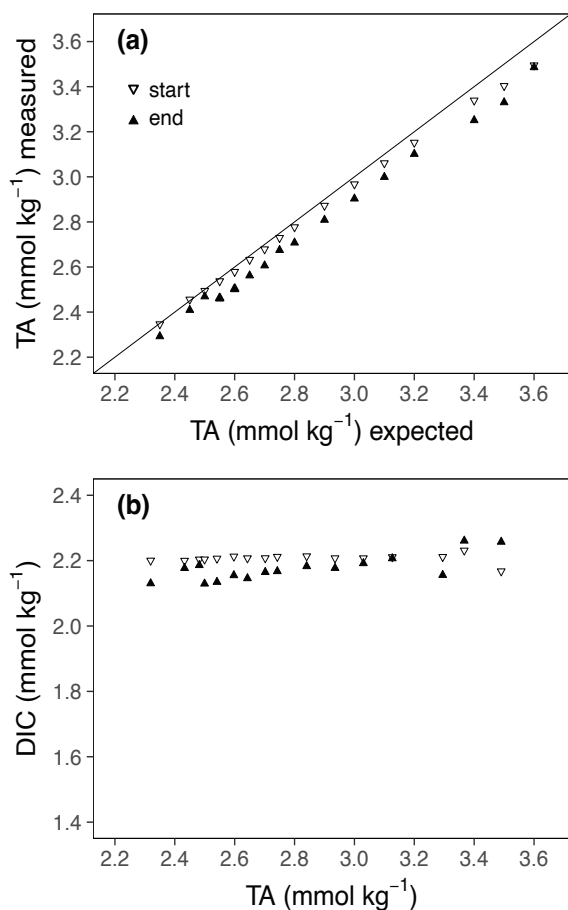 (a)
start
end
3.6
3.4
3.2
3.0
2.8
2.6
2.4
2.2
TA (mmol kg⁻¹) measured
2.2 2.4 2.6 2.8 3.0 3.2 3.4 3.6
TA (mmol kg⁻¹) expected
(b)
2.4
2.2
2.0
1.8
1.6
1.4
DIC (mmol kg⁻¹)
2.2 2.4 2.6 2.8 3.0 3.2 3.4 3.6
TA (mmol kg⁻¹)